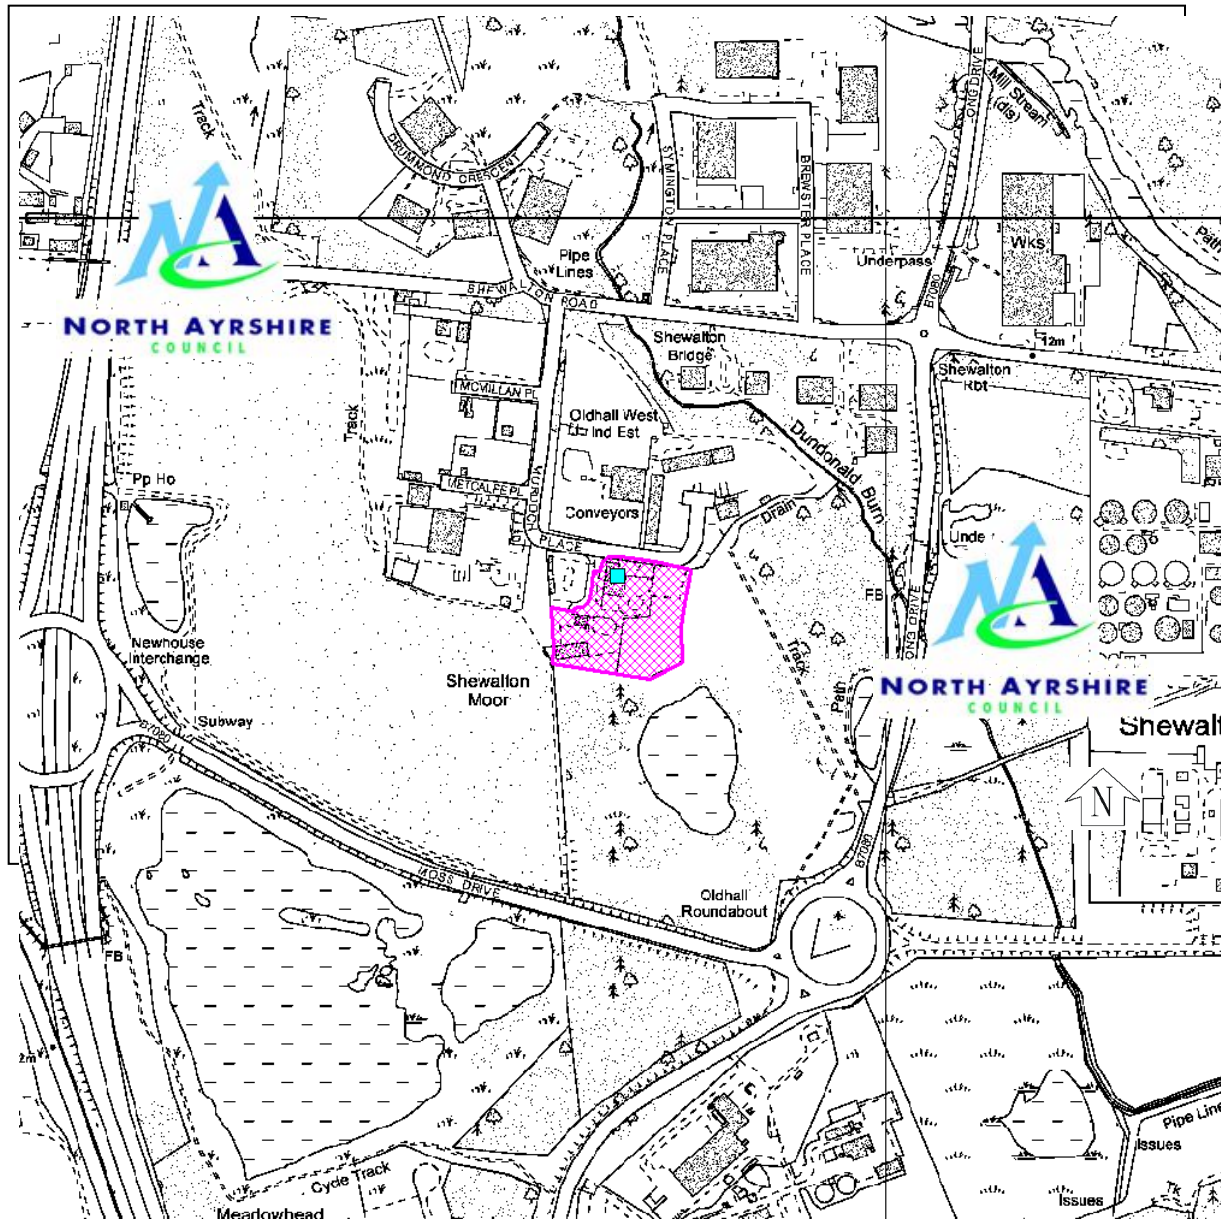 LONG DRIVE
Mill Stream
(dis)
Track
DRUMMOND CRESCENT
SYMINGTON PLACE
BREWSTER PLACE
Path
Wks
Pipe
Lines
Underpass
B7080
SHEWALTON ROAD
NORTH AYRSHIRE
COUNCIL
Shewalton
Bridge
12m
Shewalton
Rbt
MCMILLAN PL
Track
Oldhall West
Ind Est
Dundonald Burn
Pp Ho
METCALFE PL
MURDOCH PLACE
Conveyors
Drain
Unde
FB
LONG DRIVE
Newhouse
Interchange
Track
Shewalton
Moor
Path
NORTH AYRSHIRE
COUNCIL
Subway
B7080
Shewalt
N
B7080
MOSS DRIVE
Oldhall
Roundabout
FB
2m
Pipe Line
Issues
Cycle Track
Tk
Issues
Meadowhead